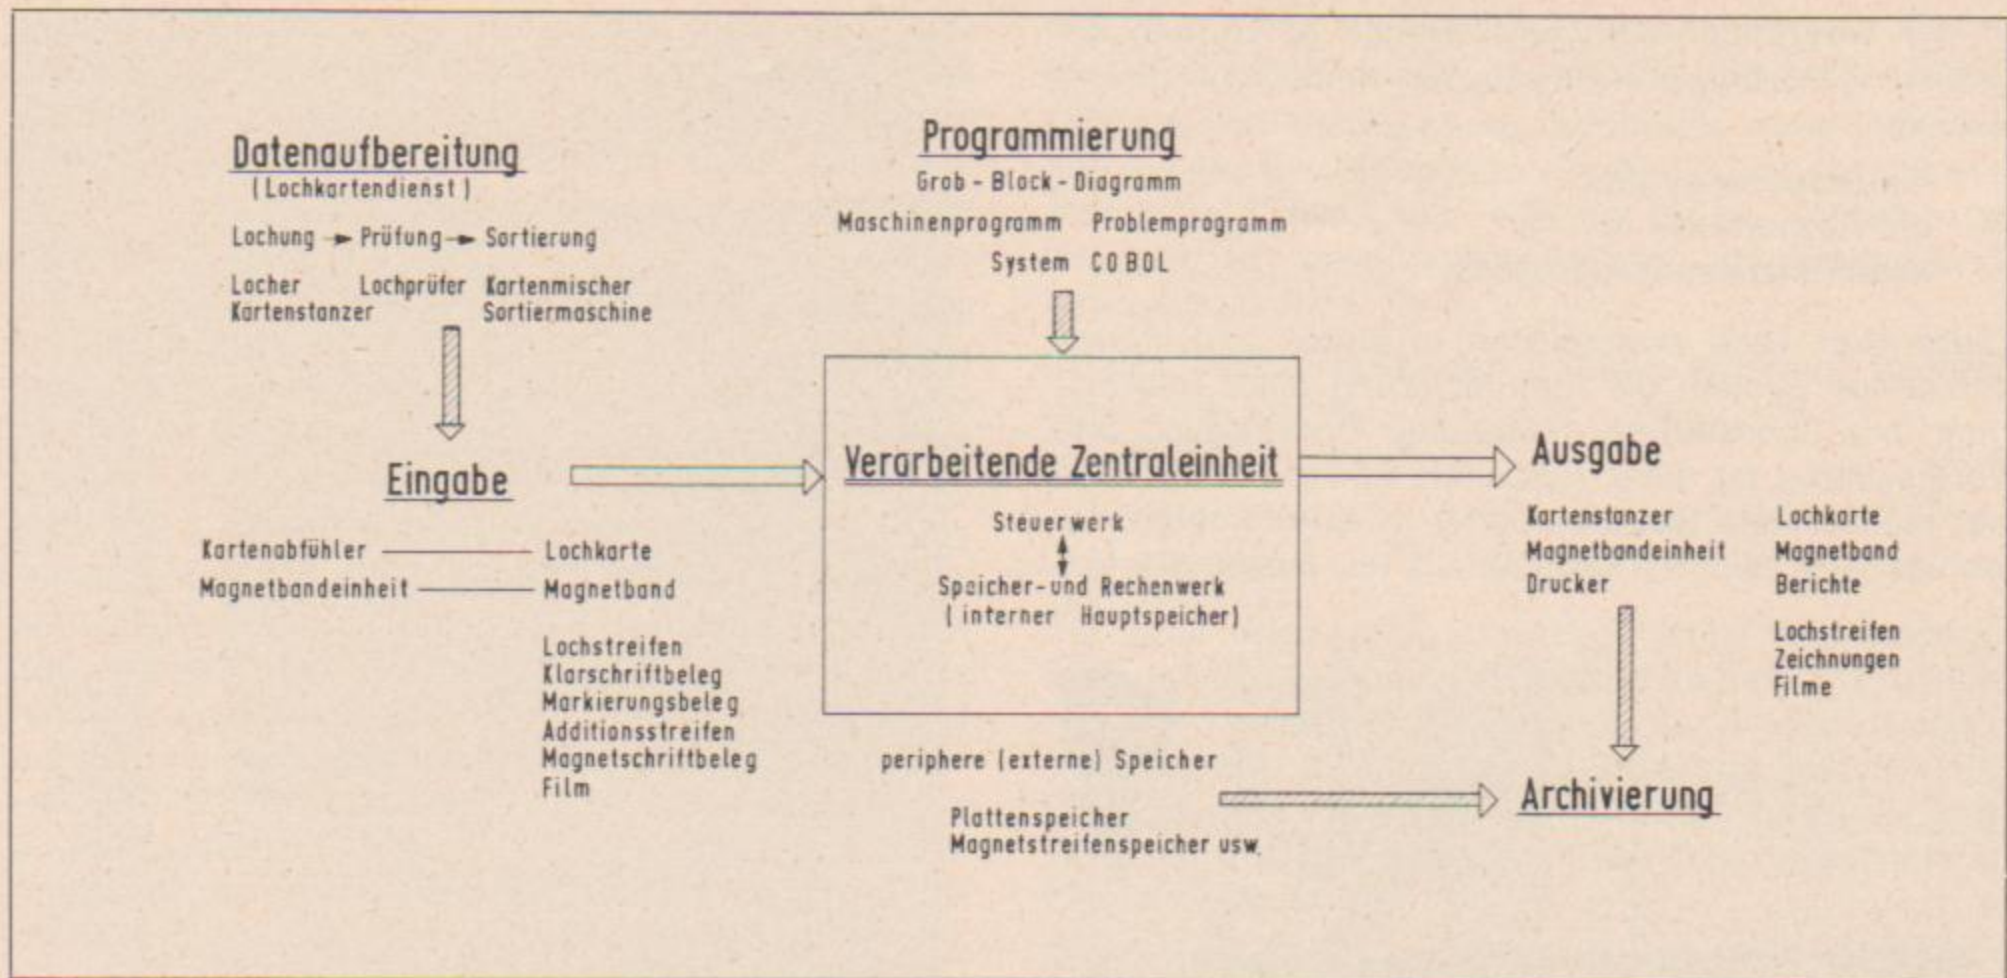 Datenaufbereitung
(Lochkartendienst)
Lochung Prüfung Sortierung
Locher Lochprüfer Kartenmischer
Kartenstanzer Sortiermaschine
Programmierung
Grob-Block-Diagramm
Maschinenprogramm Problemprogramm
System COBOL
Eingabe
Kartenabfühler Lochkarte
Magnetbandeinheit Magnetband
Lochstreifen
Klarschriftbeleg
Markierungsbeleg
Additionsstreifen
Magnetschriftbeleg
Film
Verarbeitende Zentraleinheit
Steuerwerk
Speicher-und Rechenwerk
(interner Hauptspeicher)
periphere (externe) Speicher
Plattenspeicher
Magnetstreifenspeicher usw.
Ausgabe
Kartenstanzer Lochkarte
Magnetbandeinheit Magnetband
Drucker Berichte
Lochstreifen
Zeichnungen
Filme
Archivierung